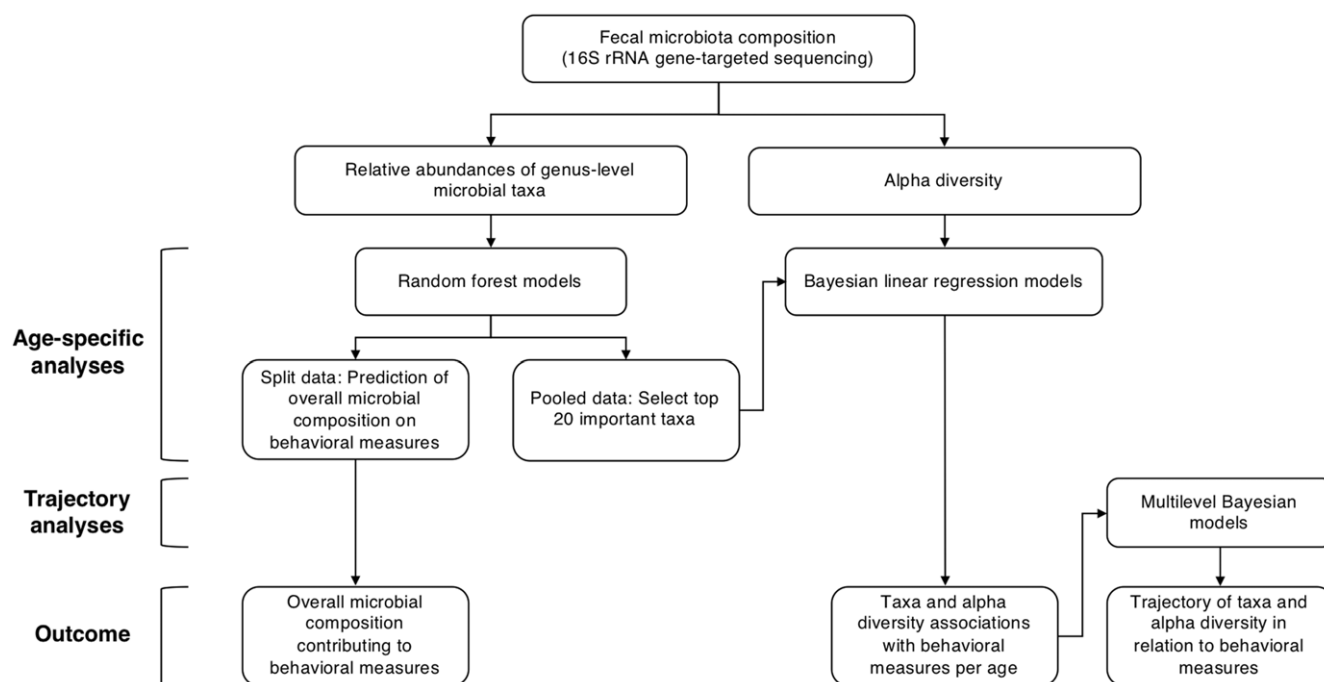 Fecal microbiota composition
(16S rRNA gene-targeted sequencing)
Relative abundances of genus-level
microbial taxa
Alpha diversity
Age-specific
analyses
Random forest models
Bayesian linear regression models
Split data: Prediction of
overall microbial
composition on
behavioral measures
Pooled data: Select top
20 important taxa
Trajectory
analyses
Multilevel Bayesian
models
Outcome
Overall microbial
composition
contributing to
behavioral measures
Taxa and alpha
diversity associations
with behavioral
measures per age
Trajectory of taxa and
alpha diversity in
relation to behavioral
measures